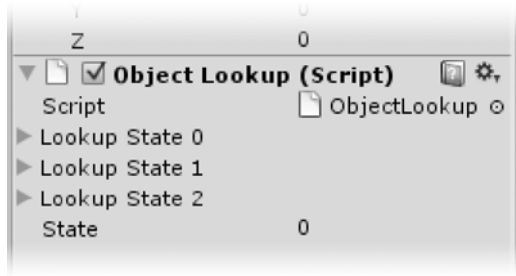 Z 0
Object Lookup (Script)
Script ObjectLookup
Lookup State 0
Lookup State 1
Lookup State 2
State 0